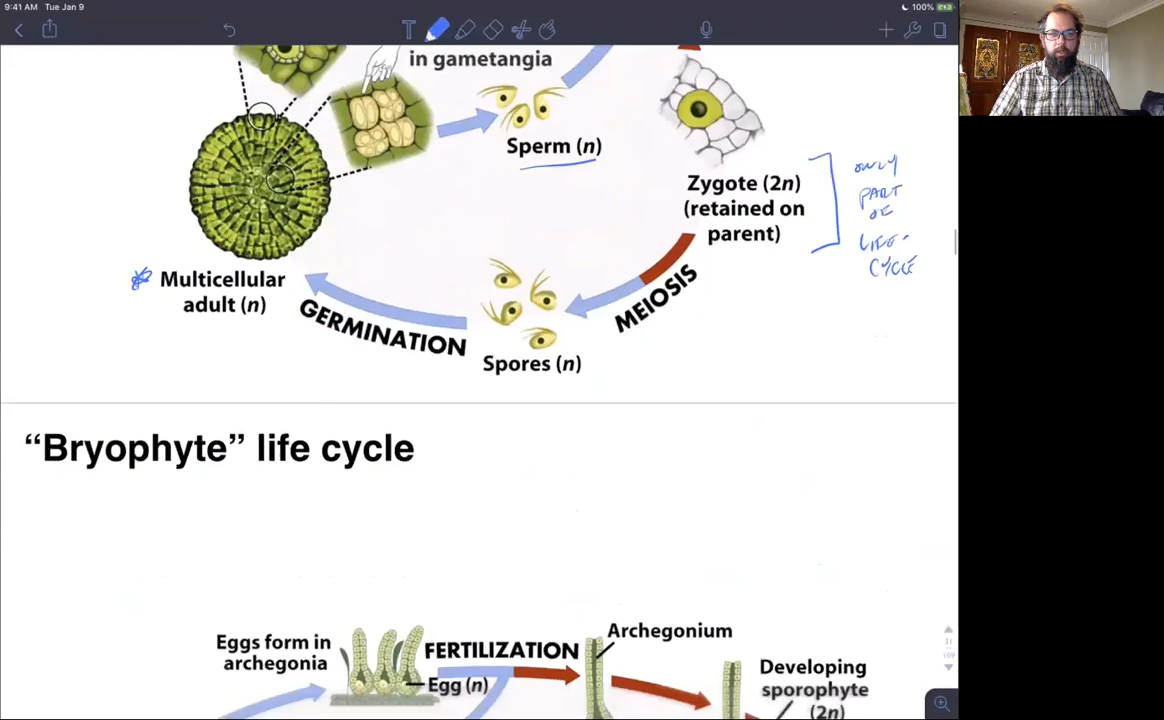 9:41 AM Tue Jan 9
100%
T
in gametangia
Sperm (n)
Zygote (2n)
(retained on
parent)
ONLY
PART
OF
LIFE-
CYCLE
MEIOSIS
Spores (n)
GERMINATION
Multicellular
adult (n)
“Bryophyte” life cycle
Eggs form in
archegonia
FERTILIZATION
Egg (n)
Archegonium
Developing
sporophyte
(2n)